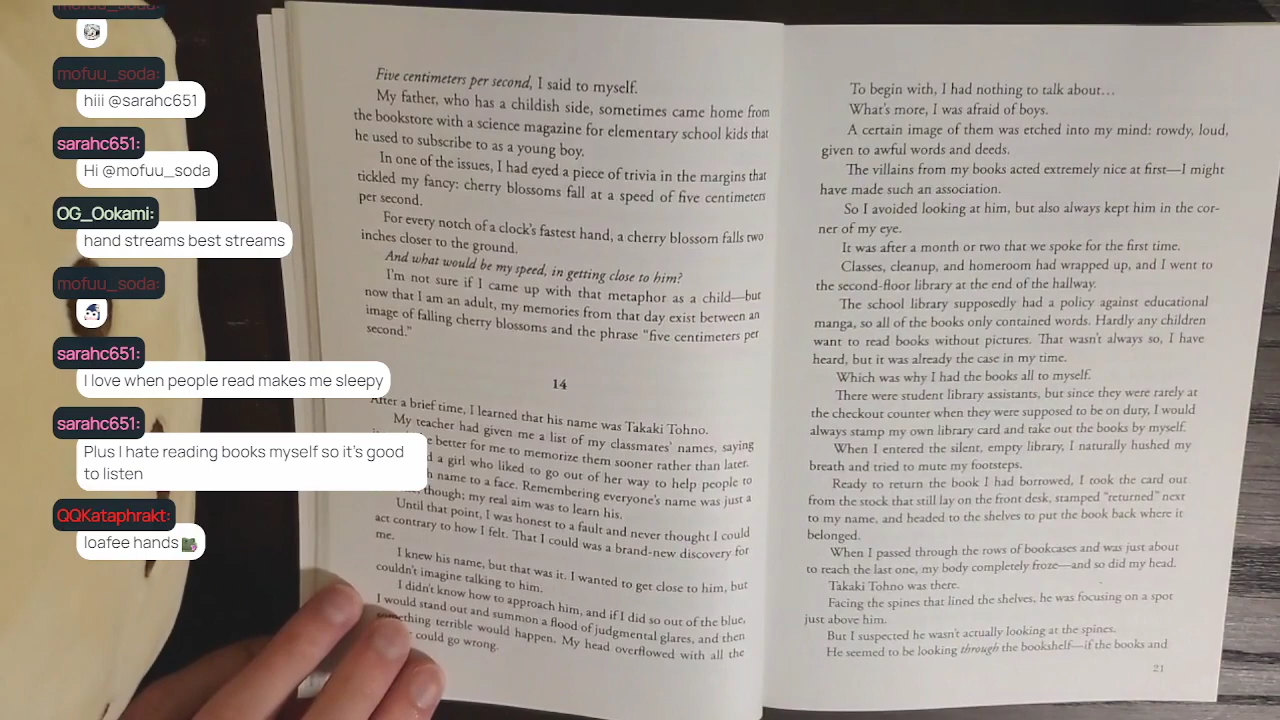 mofuu_soda:
mofuu_soda:
hiii @sarahc651
sarahc651:
Hi @mofuu_soda
OG_Ookami:
hand streams best streams
mofuu_soda:
sarahc651:
I love when people read makes me sleepy
sarahc651:
Plus I hate reading books myself so it's good
to listen
QQKataphrakt:
loafee hands
Five centimeters per second, I said to myself.
My father, who has a childish side, sometimes came home from
the bookstore with a science magazine for elementary school kids that
he used to subscribe to as a young boy.
In one of the issues, I had eyed a piece of trivia in the margins that
tickled my fancy: cherry blossoms fall at a speed of five centimeters
per second.
For every notch of a clock's fastest hand, a cherry blossom falls two
inches closer to the ground.
And what would be my speed, in getting close to him?
I'm not sure if I came up with that metaphor as a child—but
now that I am an adult, my memories from that day exist between an
image of falling cherry blossoms and the phrase "five centimeters per
second."
14
After a brief time, I learned that his name was Takaki Tohno.
My teacher had given me a list of my classmates' names, saying
better for me to memorize them sooner rather than later.
a girl who liked to go out of her way to help people to
name to a face. Remembering everyone's name was just a
though; my real aim was to learn his.
Until that point, I was honest to a fault and never thought I could
act contrary to how I felt. That I could was a brand-new discovery for
me.
I knew his name, but that was it. I wanted to get close to him, but
couldn't imagine talking to him.
I didn't know how to approach him, and if I did so out of the blue,
I would stand out and summon a flood of judgmental glares, and then
something terrible would happen. My head overflowed with all the
could go wrong.
To begin with, I had nothing to talk about…
What's more, I was afraid of boys.
A certain image of them was etched into my mind: rowdy, loud,
given to awful words and deeds.
The villains from my books acted extremely nice at first—I might
have made such an association.
So I avoided looking at him, but also always kept him in the cor-
ner of my eye.
It was after a month or two that we spoke for the first time.
Classes, cleanup, and homeroom had wrapped up, and I went to
the second-floor library at the end of the hallway.
The school library supposedly had a policy against educational
manga, so all of the books only contained words. Hardly any children
want to read books without pictures. That wasn't always so, I have
heard, but it was already the case in my time.
Which was why I had the books all to myself.
There were student library assistants, but since they were rarely at
the checkout counter when they were supposed to be on duty, I would
always stamp my own library card and take out the books by myself.
When I entered the silent, empty library, I naturally hushed my
breath and tried to mute my footsteps.
Ready to return the book I had borrowed, I took the card out
from the stock that still lay on the front desk, stamped "returned" next
to my name, and headed to the shelves to put the book back where it
belonged.
When I passed through the rows of bookcases and was just about
to reach the last one, my body completely froze—and so did my head.
Takaki Tohno was there.
Facing the spines that lined the shelves, he was focusing on a spot
just above him.
But I suspected he wasn't actually looking at the spines.
He seemed to be looking through the bookshelf—if the books and
21